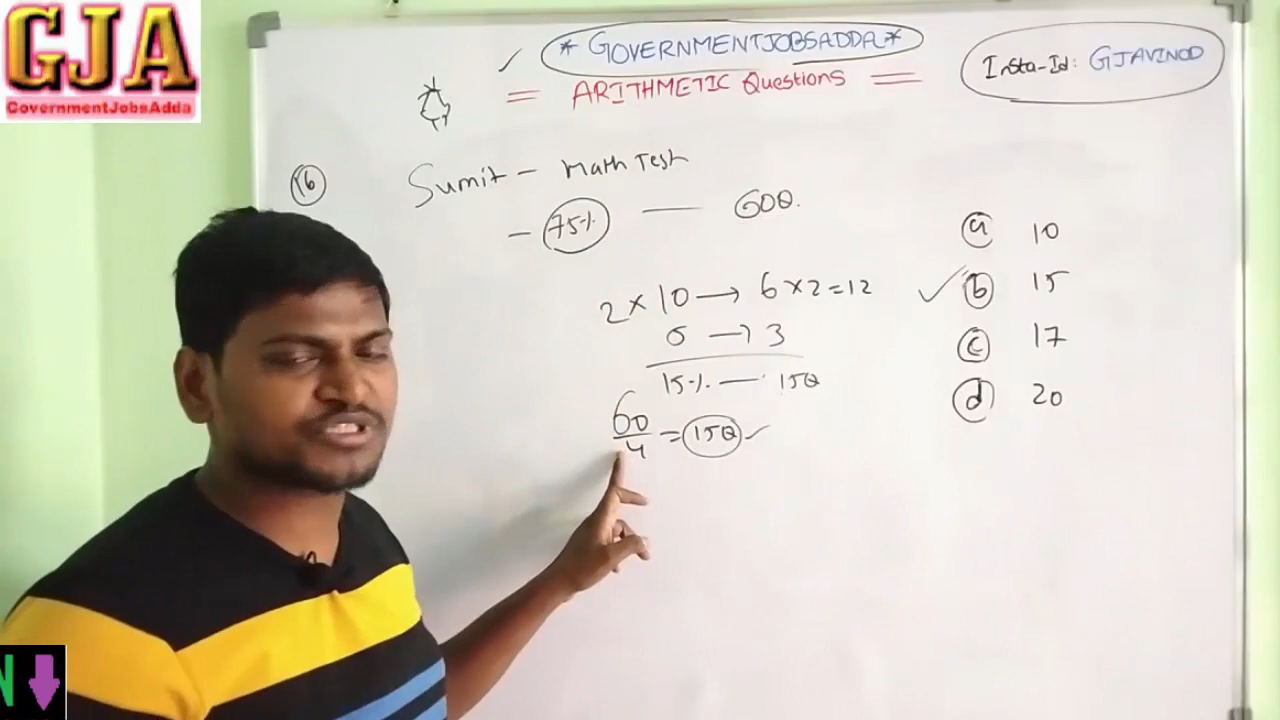 GJA
GovernmentJobsAdda
* GOVERNMENTJOBSADDA *
Insta-Id: GJAVINOD
= ARITHMETIC Questions =
16
Sumit - Math Test
- 75% — 60Q.
2 × 10 → 6 × 2 = 12
5 → 3
15% — 15Q
60/4 = 15Q ✓
a 10
✓ b 15
c 17
d 20
N